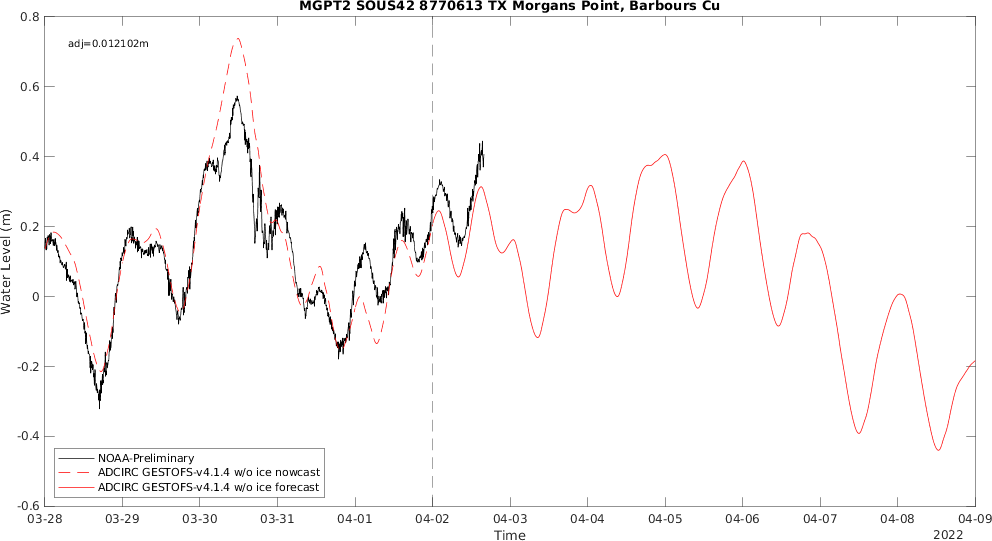 MGPT2 SOUS42 8770613 TX Morgans Point, Barbours Cu
adj=0.012102m
Water Level (m)
0.8
0.6
0.4
0.2
0
-0.2
-0.4
-0.6
NOAA-Preliminary
ADCIRC GESTOFS-v4.1.4 w/o ice nowcast
ADCIRC GESTOFS-v4.1.4 w/o ice forecast
03-28 03-29 03-30 03-31 04-01 04-02 04-03 04-04 04-05 04-06 04-07 04-08 04-09
Time
2022